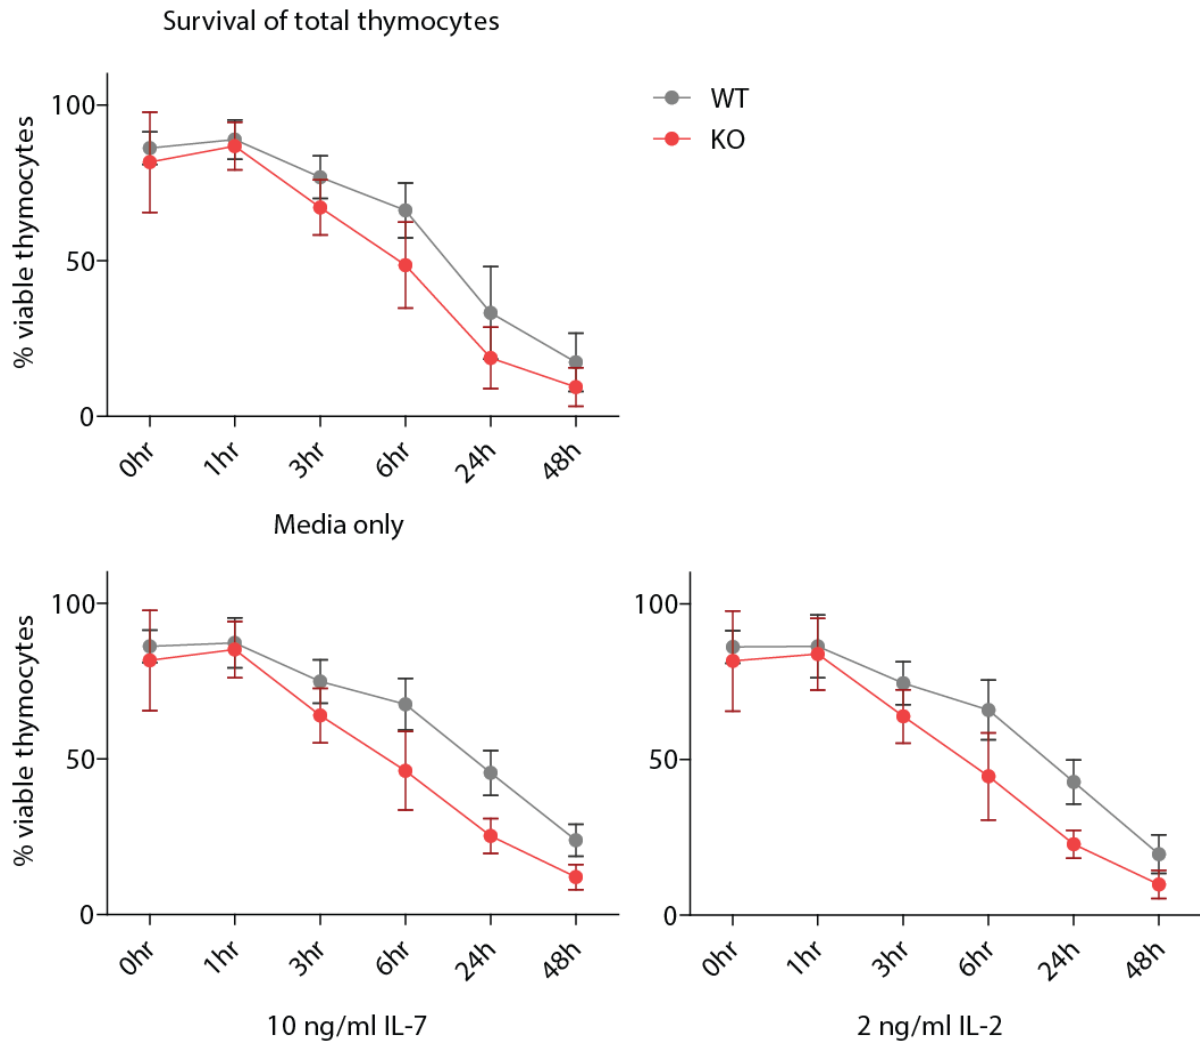 Survival of total thymocytes
% viable thymocytes
100
50
0
0hr
1hr
3hr
6hr
24h
48h
Media only
WT
KO
% viable thymocytes
100
50
0
0hr
1hr
3hr
6hr
24h
48h
10 ng/ml IL-7
100
50
0
0hr
1hr
3hr
6hr
24h
48h
2 ng/ml IL-2